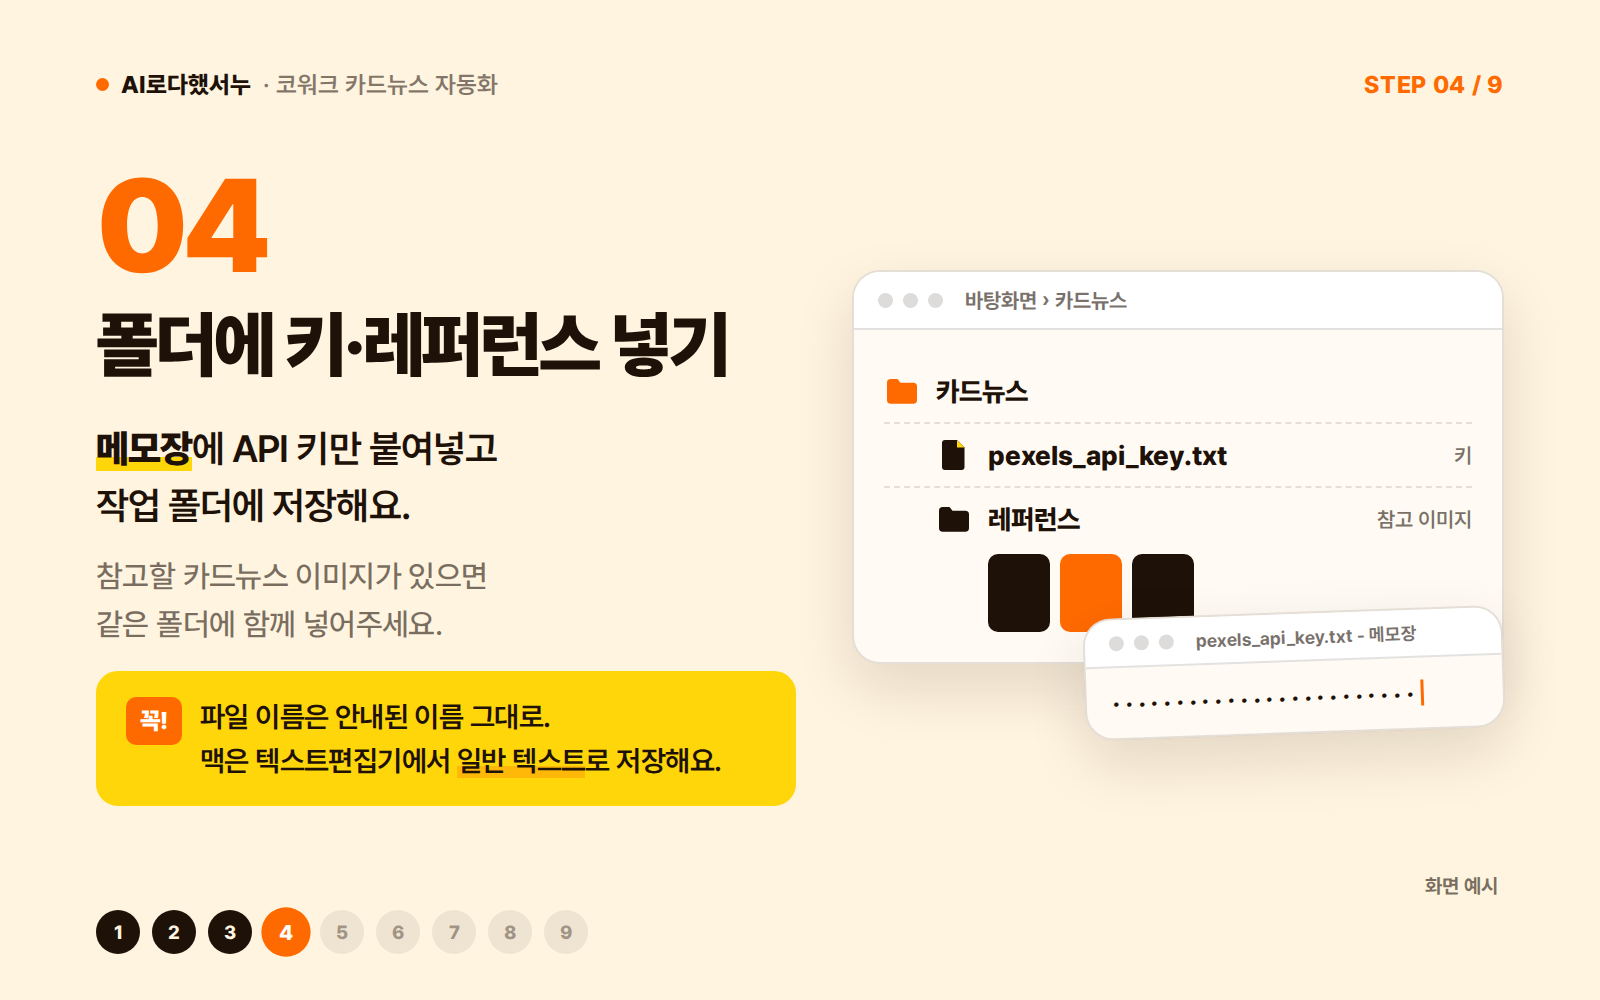 AI로다했서누 · 코워크 카드뉴스 자동화
STEP 04 / 9
04
폴더에 키·레퍼런스 넣기
메모장에 API 키만 붙여넣고
작업 폴더에 저장해요.
참고할 카드뉴스 이미지가 있으면
같은 폴더에 함께 넣어주세요.
꼭!
파일 이름은 안내된 이름 그대로.
맥은 텍스트편집기에서 일반 텍스트로 저장해요.
바탕화면 › 카드뉴스
카드뉴스
pexels_api_key.txt 키
레퍼런스 참고 이미지
pexels_api_key.txt - 메모장
••••••••••••••••••••••••
화면 예시
1 2 3 4 5 6 7 8 9